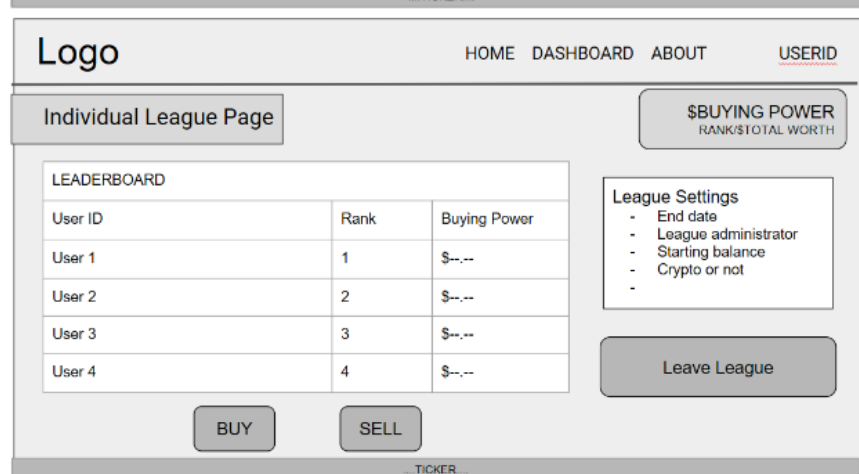 Logo
HOME DASHBOARD ABOUT USERID
Individual League Page
$BUYING POWER
RANK/$TOTAL WORTH
LEADERBOARD
User ID Rank Buying Power
User 1 1 $--.--
User 2 2 $--.--
User 3 3 $--.--
User 4 4 $--.--
League Settings
- End date
- League administrator
- Starting balance
- Crypto or not
-
Leave League
BUY SELL
....TICKER....